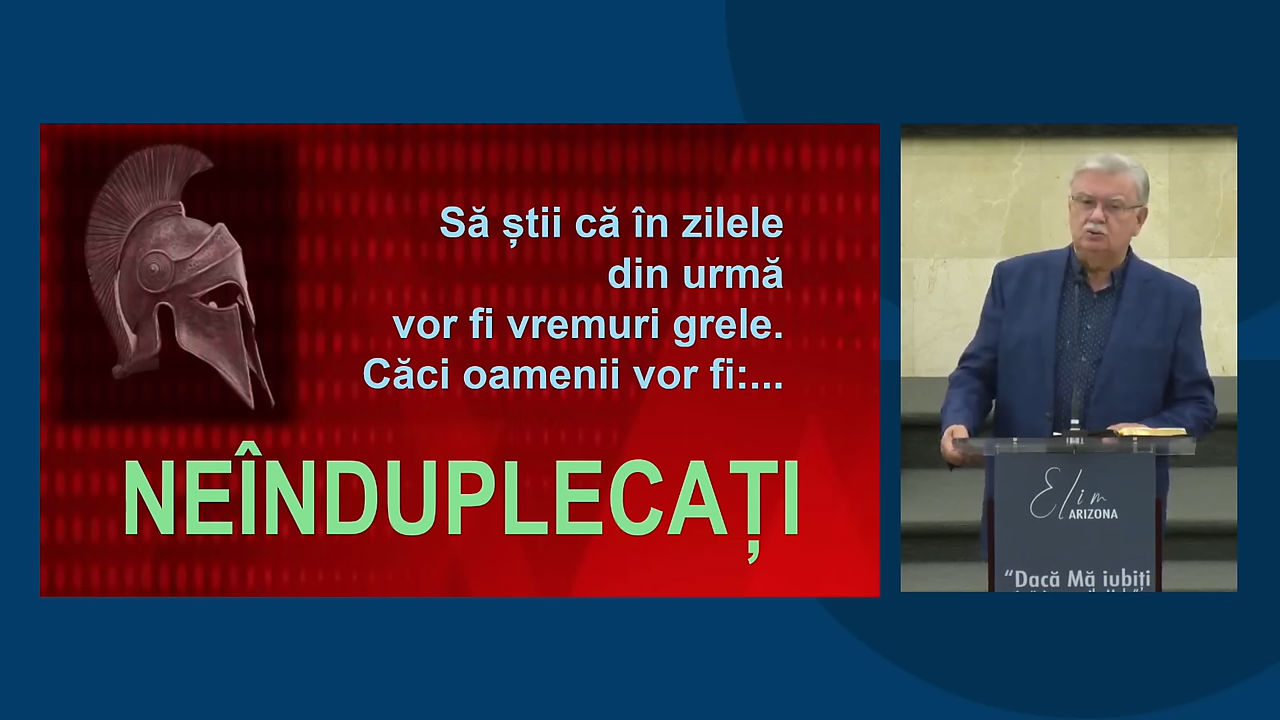 Să știi că în zilele
din urmă
vor fi vremuri grele.
Căci oamenii vor fi:...
NEÎNDUPLECAȚI
Elim
ARIZONA
“Dacă Mă iubiți